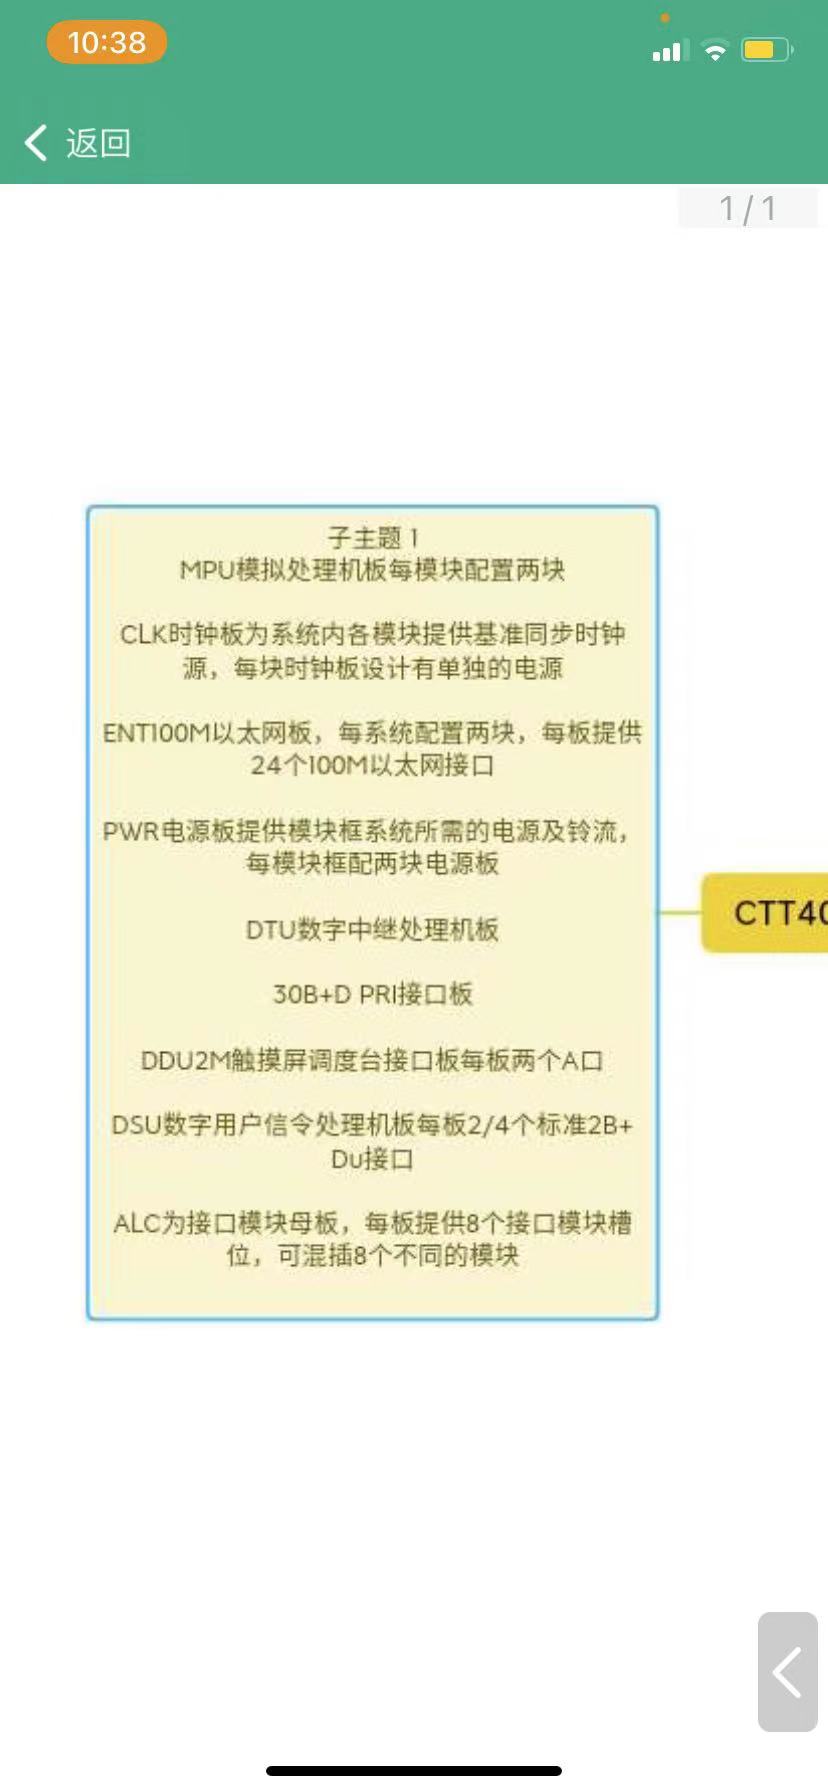 10:38
返回
1/1
子主题 1
MPU模拟处理机板每模块配置两块
CLK时钟板为系统内各模块提供基准同步时钟
源，每块时钟板设计有单独的电源
ENT100M以太网板，每系统配置两块，每板提供
24个100M以太网接口
PWR电源板提供模块框系统所需的电源及铃流，
每模块框配两块电源板
DTU数字中继处理机板
30B+D PRI接口板
DDU2M触摸屏调度台接口板每板两个A口
DSU数字用户信令处理机板每板2/4个标准2B+
Du接口
ALC为接口模块母板，每板提供8个接口模块槽
位，可混插8个不同的模块
CTT40